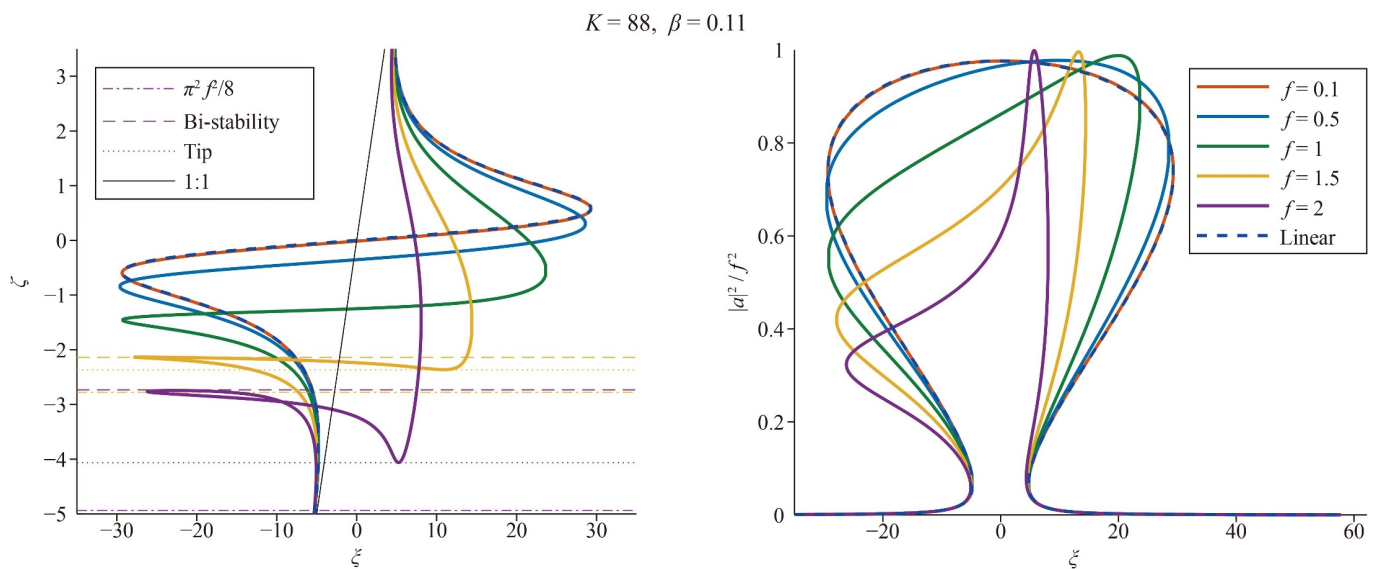 K = 88, β = 0.11
π² f²/8
Bi-stability
Tip
1:1
3
2
1
0
−1
−2
−3
−4
−5
ζ
−30
−20
−10
0
10
20
30
ξ
f = 0.1
f = 0.5
f = 1
f = 1.5
f = 2
Linear
1
0.8
0.6
0.4
0.2
0
|a|² / f²
−20
0
20
40
60
ξ